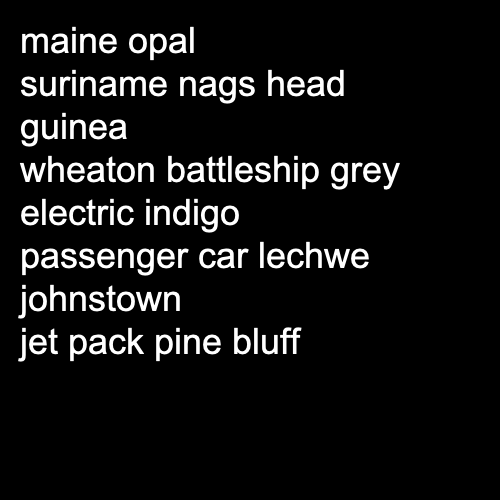 maine opal
suriname nags head
guinea
wheaton battleship grey
electric indigo
passenger car lechwe
johnstown
jet pack pine bluff